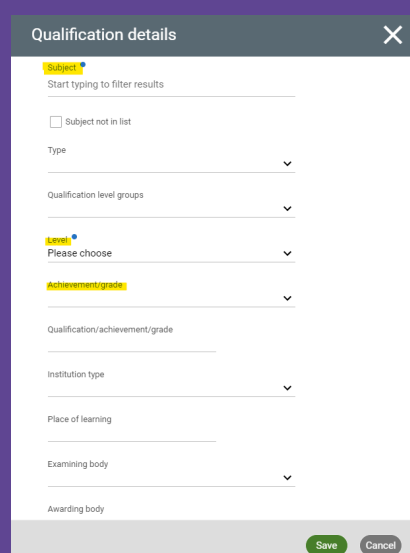 Qualification details
Subject
Start typing to filter results
Subject not in list
Type
Qualification level groups
Level
Please choose
Achievement/grade
Qualification/achievement/grade
Institution type
Place of learning
Examining body
Awarding body
Save Cancel